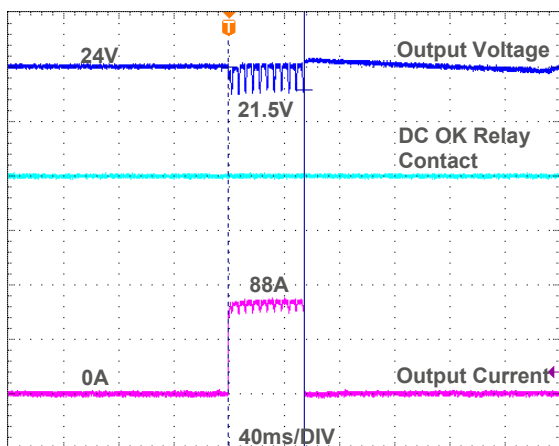 T
24V
Output Voltage
21.5V
DC OK Relay
Contact
88A
0A
Output Current
40ms/DIV